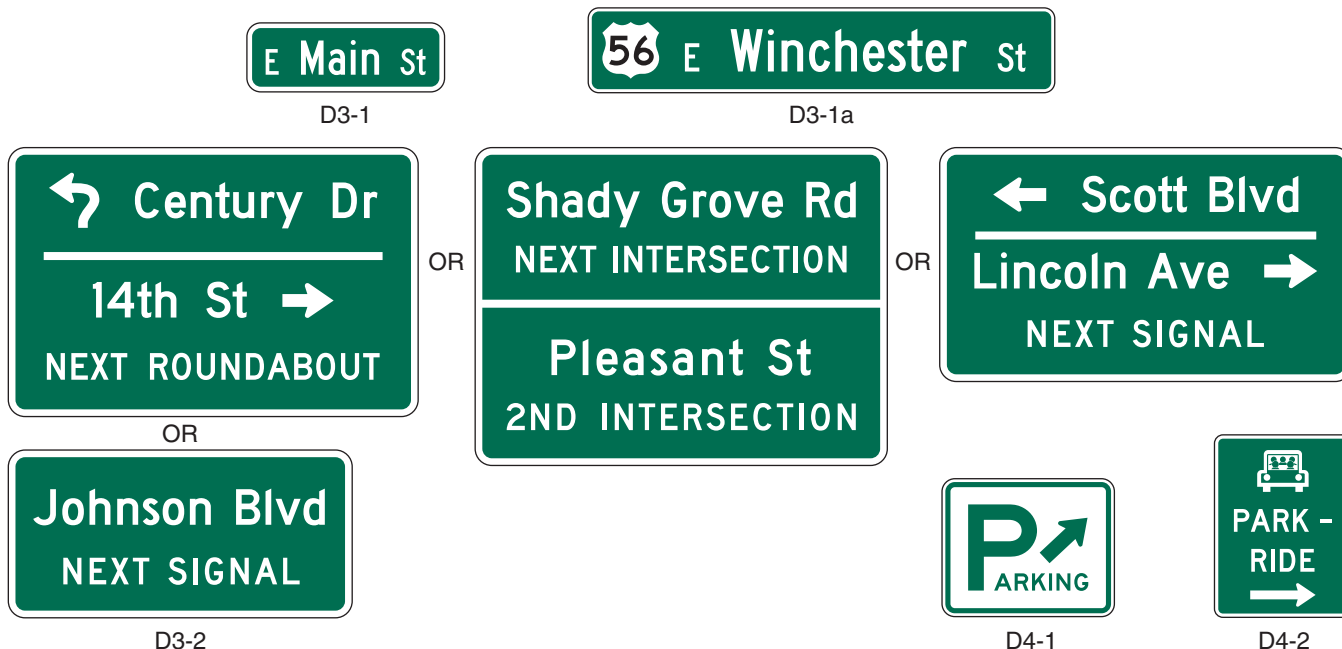 E Main St
D3-1
56 E Winchester St
D3-1a
Century Dr
14th St
NEXT ROUNDABOUT
OR
Shady Grove Rd
NEXT INTERSECTION
Pleasant St
2ND INTERSECTION
OR
Scott Blvd
Lincoln Ave
NEXT SIGNAL
OR
Johnson Blvd
NEXT SIGNAL
D3-2
PARKING
D4-1
PARK -
RIDE
D4-2